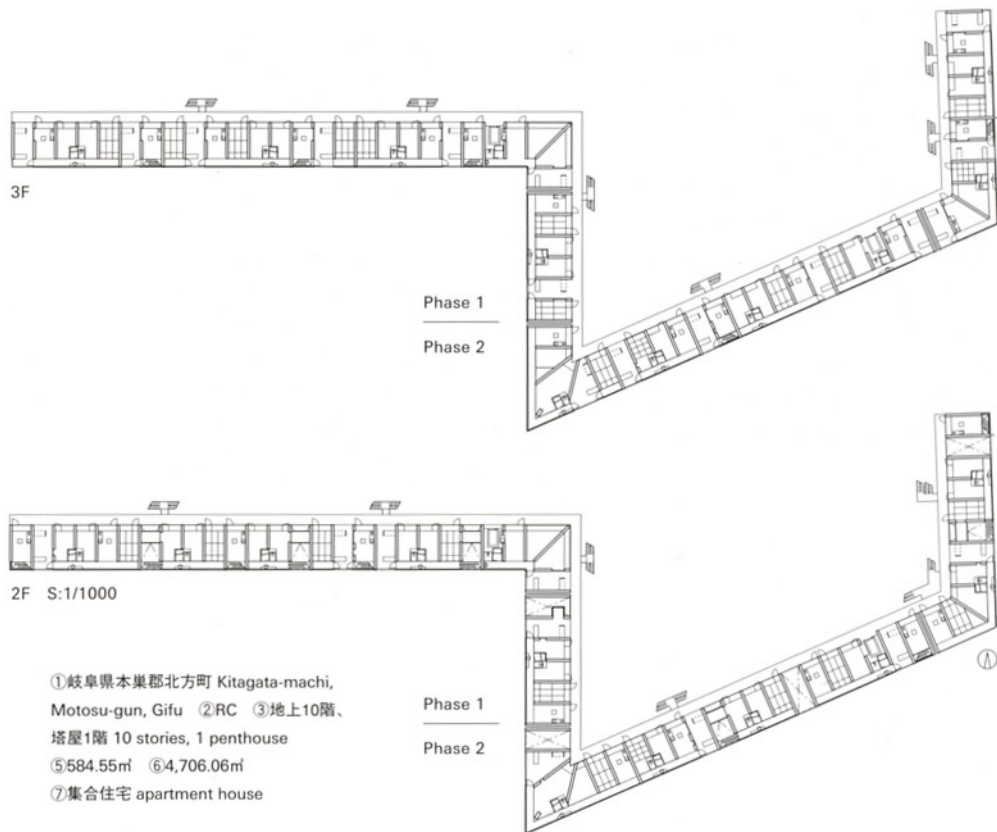 3F
Phase 1
Phase 2
2F S:1/1000
①岐阜県本巣郡北方町 Kitagata-machi,
Motosu-gun, Gifu ②RC ③地上10階、
塔屋1階 10 stories, 1 penthouse
⑤584.55㎡ ⑥4,706.06㎡
⑦集合住宅 apartment house
Phase 1
Phase 2